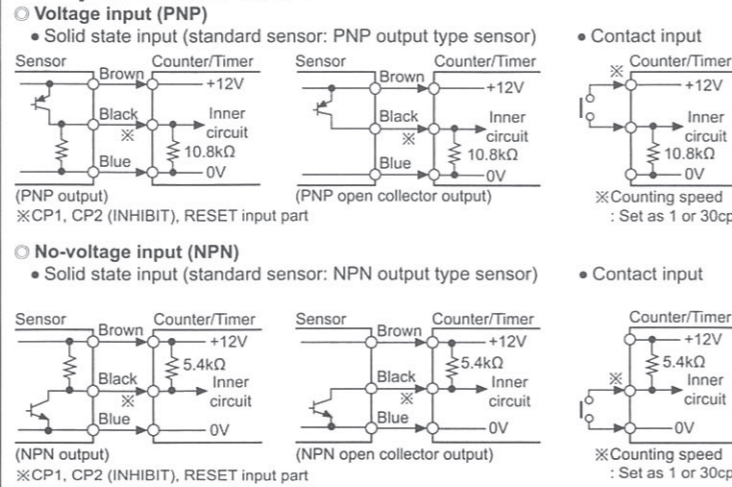 ◎ Voltage input (PNP)
• Solid state input (standard sensor: PNP output type sensor)
• Contact input
Sensor Counter/Timer
Brown
+12V
Black
※
Inner
circuit
10.8kΩ
Blue
0V
(PNP output)
Sensor Counter/Timer
Brown
+12V
Black
※
Inner
circuit
10.8kΩ
Blue
0V
(PNP open collector output)
※CP1, CP2 (INHIBIT), RESET input part
Counter/Timer
※
+12V
Inner
circuit
10.8kΩ
0V
※Counting speed
: Set as 1 or 30cp
◎ No-voltage input (NPN)
• Solid state input (standard sensor: NPN output type sensor)
• Contact input
Sensor Counter/Timer
Brown
+12V
5.4kΩ
Black
※
Inner
circuit
Blue
0V
(NPN output)
Sensor Counter/Timer
Brown
+12V
5.4kΩ
Black
※
Inner
circuit
Blue
0V
(NPN open collector output)
※CP1, CP2 (INHIBIT), RESET input part
Counter/Timer
+12V
5.4kΩ
※
Inner
circuit
0V
※Counting speed
: Set as 1 or 30cp